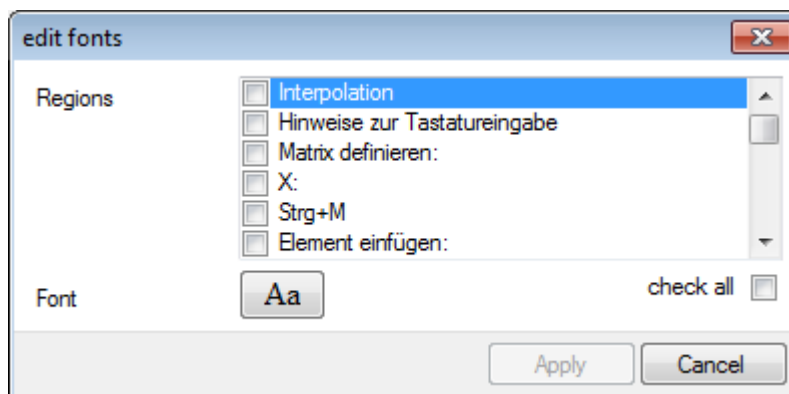 edit fonts
Regions
Interpolation
Hinweise zur Tastatureingabe
Matrix definieren:
X:
Strg+M
Element einfügen:
Font
Aa
check all
Apply
Cancel